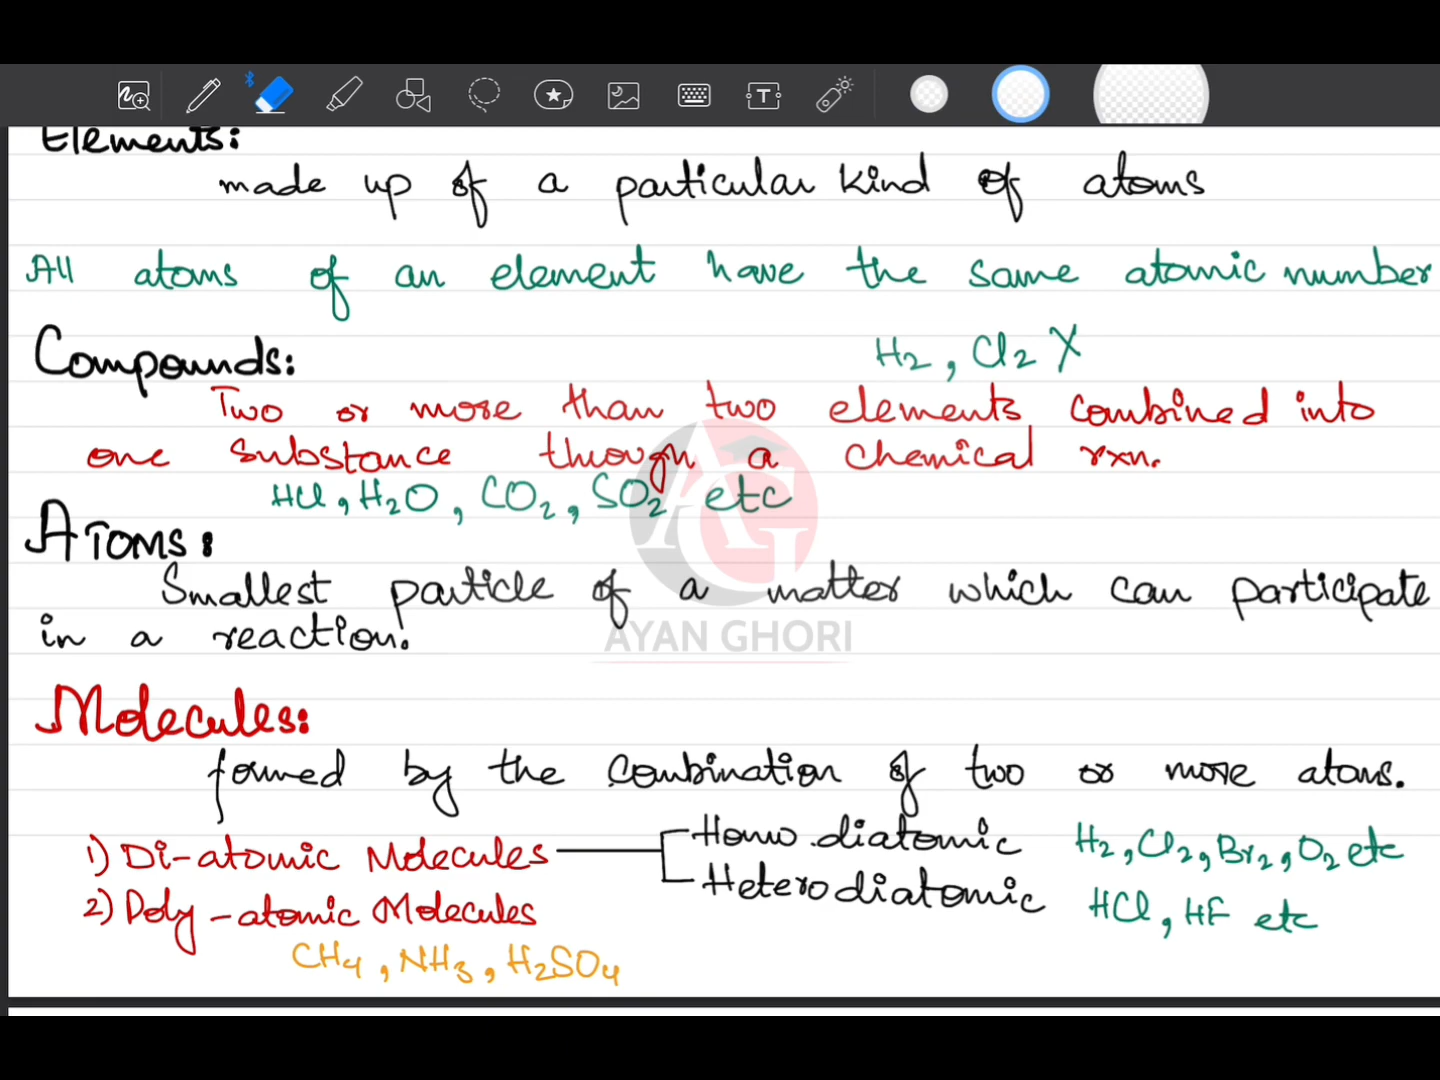 Elements:
made up of a particular kind of atoms
All atoms of an element have the same atomic number
H2, Cl2 X
Compounds:
Two or more than two elements combined into
one substance through a chemical rxn.
HCl, H2O, CO2, SO2 etc
ATOMS:
Smallest particle of a matter which can participate
in a reaction.
AYAN GHORI
Molecules:
formed by the combination of two or more atoms.
1) Di-atomic Molecules
Homo diatomic H2, Cl2, Br2, O2 etc
Hetero diatomic HCl, HF etc
2) Poly-atomic Molecules
CH4, NH3, H2SO4